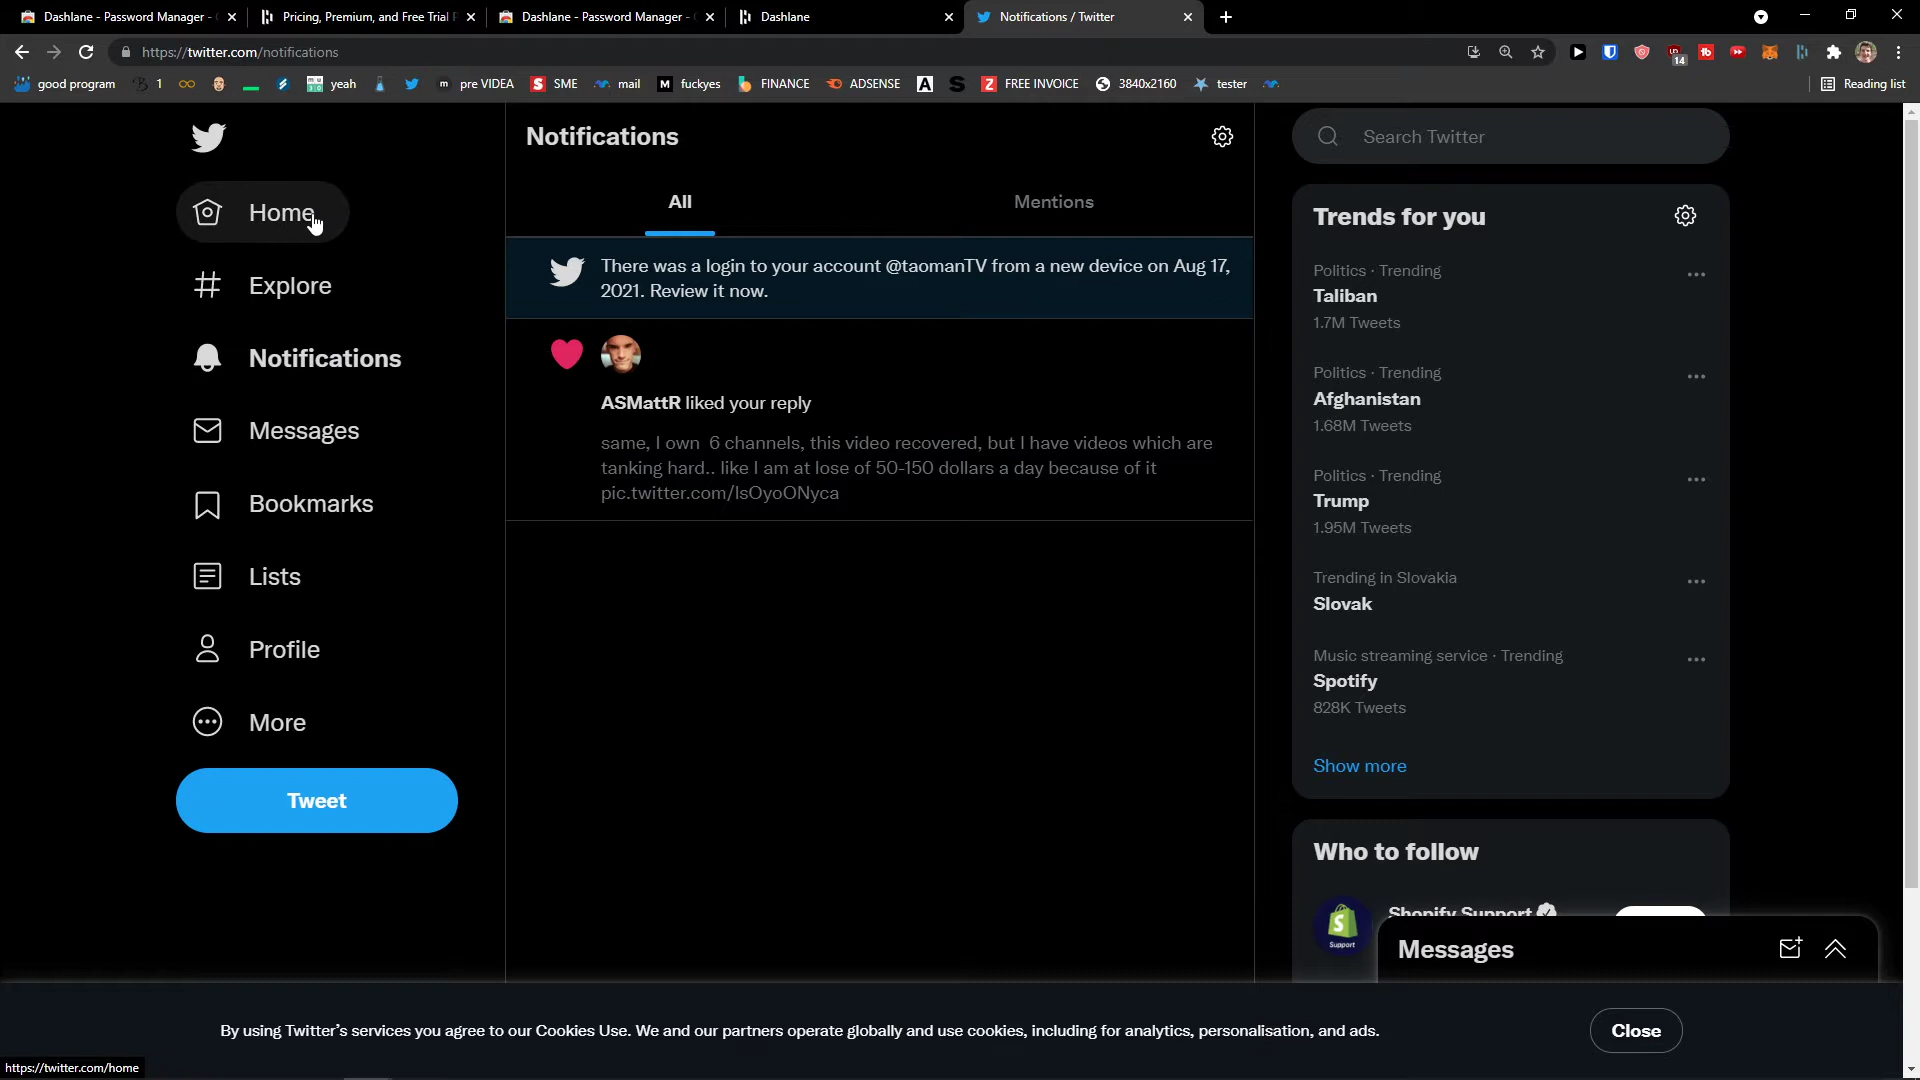 Dashlane - Password Manager -
Pricing, Premium, and Free Trial
Dashlane - Password Manager -
Dashlane
Notifications / Twitter
https://twitter.com/notifications
14
good program
1
yeah
pre VIDEA
SME
mail
fuckyes
FINANCE
ADSENSE
FREE INVOICE
3840x2160
tester
Reading list
Home
Explore
Notifications
Messages
Bookmarks
Lists
Profile
More
Tweet
Notifications
All
Mentions
There was a login to your account @taomanTV from a new device on Aug 17,
2021. Review it now.
ASMattR liked your reply
same, I own 6 channels, this video recovered, but I have videos which are
tanking hard.. like I am at lose of 50-150 dollars a day because of it
pic.twitter.com/IsOyoONyca
Search Twitter
Trends for you
Politics · Trending
Taliban
1.7M Tweets
Politics · Trending
Afghanistan
1.68M Tweets
Politics · Trending
Trump
1.95M Tweets
Trending in Slovakia
Slovak
Music streaming service · Trending
Spotify
828K Tweets
Show more
Who to follow
Shopify Support
Support
Messages
By using Twitter's services you agree to our Cookies Use. We and our partners operate globally and use cookies, including for analytics, personalisation, and ads.
Close
https://twitter.com/home